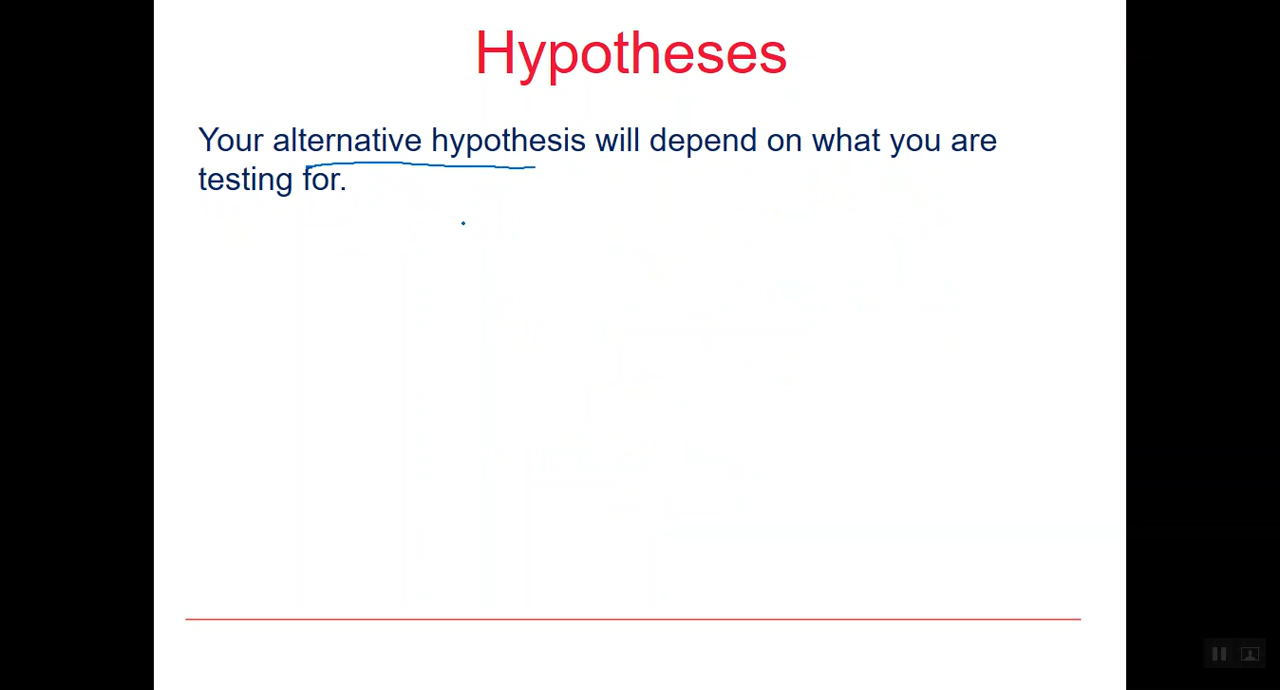 Hypotheses
Your alternative hypothesis will depend on what you are
testing for.